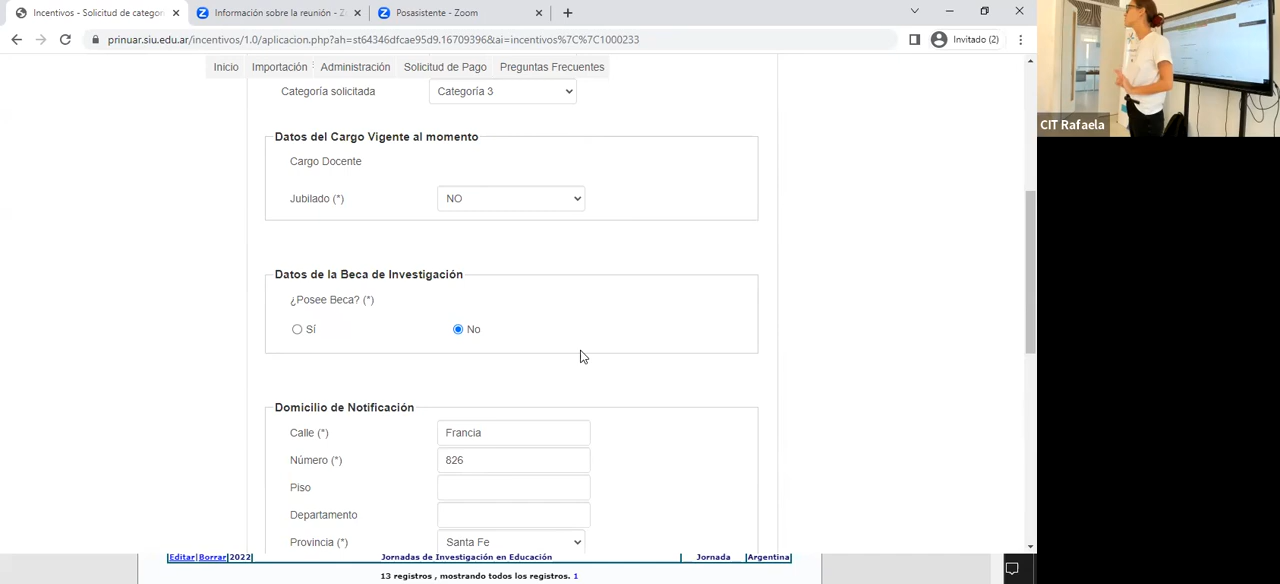 Incentivos - Solicitud de categori
Información sobre la reunión - Z
Posasistente - Zoom
prinuar.siu.edu.ar/incentivos/1.0/aplicacion.php?ah=st64346dfcae95d9.16709396&ai=incentivos%7C%7C1000233
Invitado (2)
Inicio Importación Administración Solicitud de Pago Preguntas Frecuentes
Categoría solicitada Categoría 3
Datos del Cargo Vigente al momento
Cargo Docente
Jubilado (*) NO
Datos de la Beca de Investigación
¿Posee Beca? (*)
Sí No
Domicilio de Notificación
Calle (*) Francia
Número (*) 826
Piso
Departamento
Provincia (*) Santa Fe
Editar|Borrar 2022 Jornadas de Investigación en Educación Jornada Argentina
13 registros , mostrando todos los registros. 1
CIT Rafaela